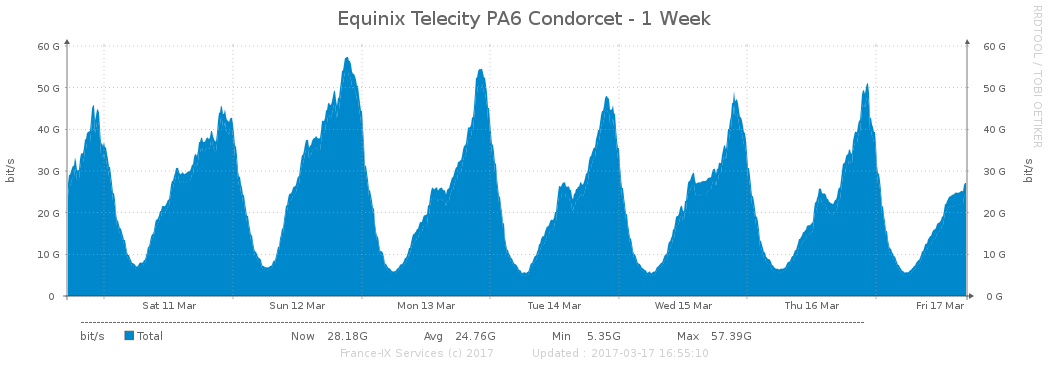 Equinix Telecity PA6 Condorcet - 1 Week
RRDTOOL / TOBI OETIKER
bit/s
60 G
50 G
40 G
30 G
20 G
10 G
0
60 G
50 G
40 G
30 G
20 G
10 G
0 G
bit/s
Sat 11 Mar Sun 12 Mar Mon 13 Mar Tue 14 Mar Wed 15 Mar Thu 16 Mar Fri 17 Mar
bit/s Total Now 28.18G Avg 24.76G Min 5.35G Max 57.39G
France-IX Services (c) 2017 Updated : 2017-03-17 16:55:10